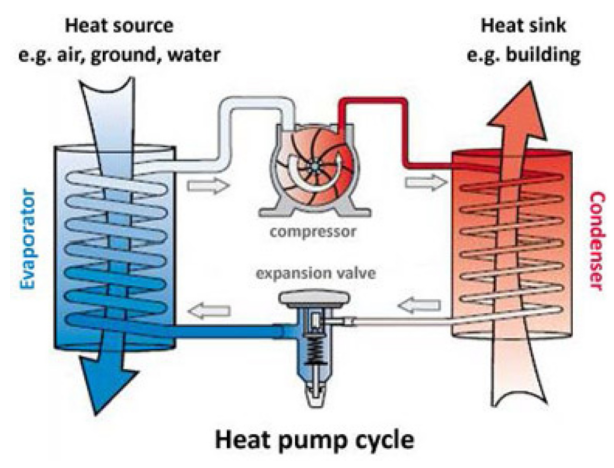 Heat source
e.g. air, ground, water
Heat sink
e.g. building
Evaporator
compressor
expansion valve
Condenser
Heat pump cycle